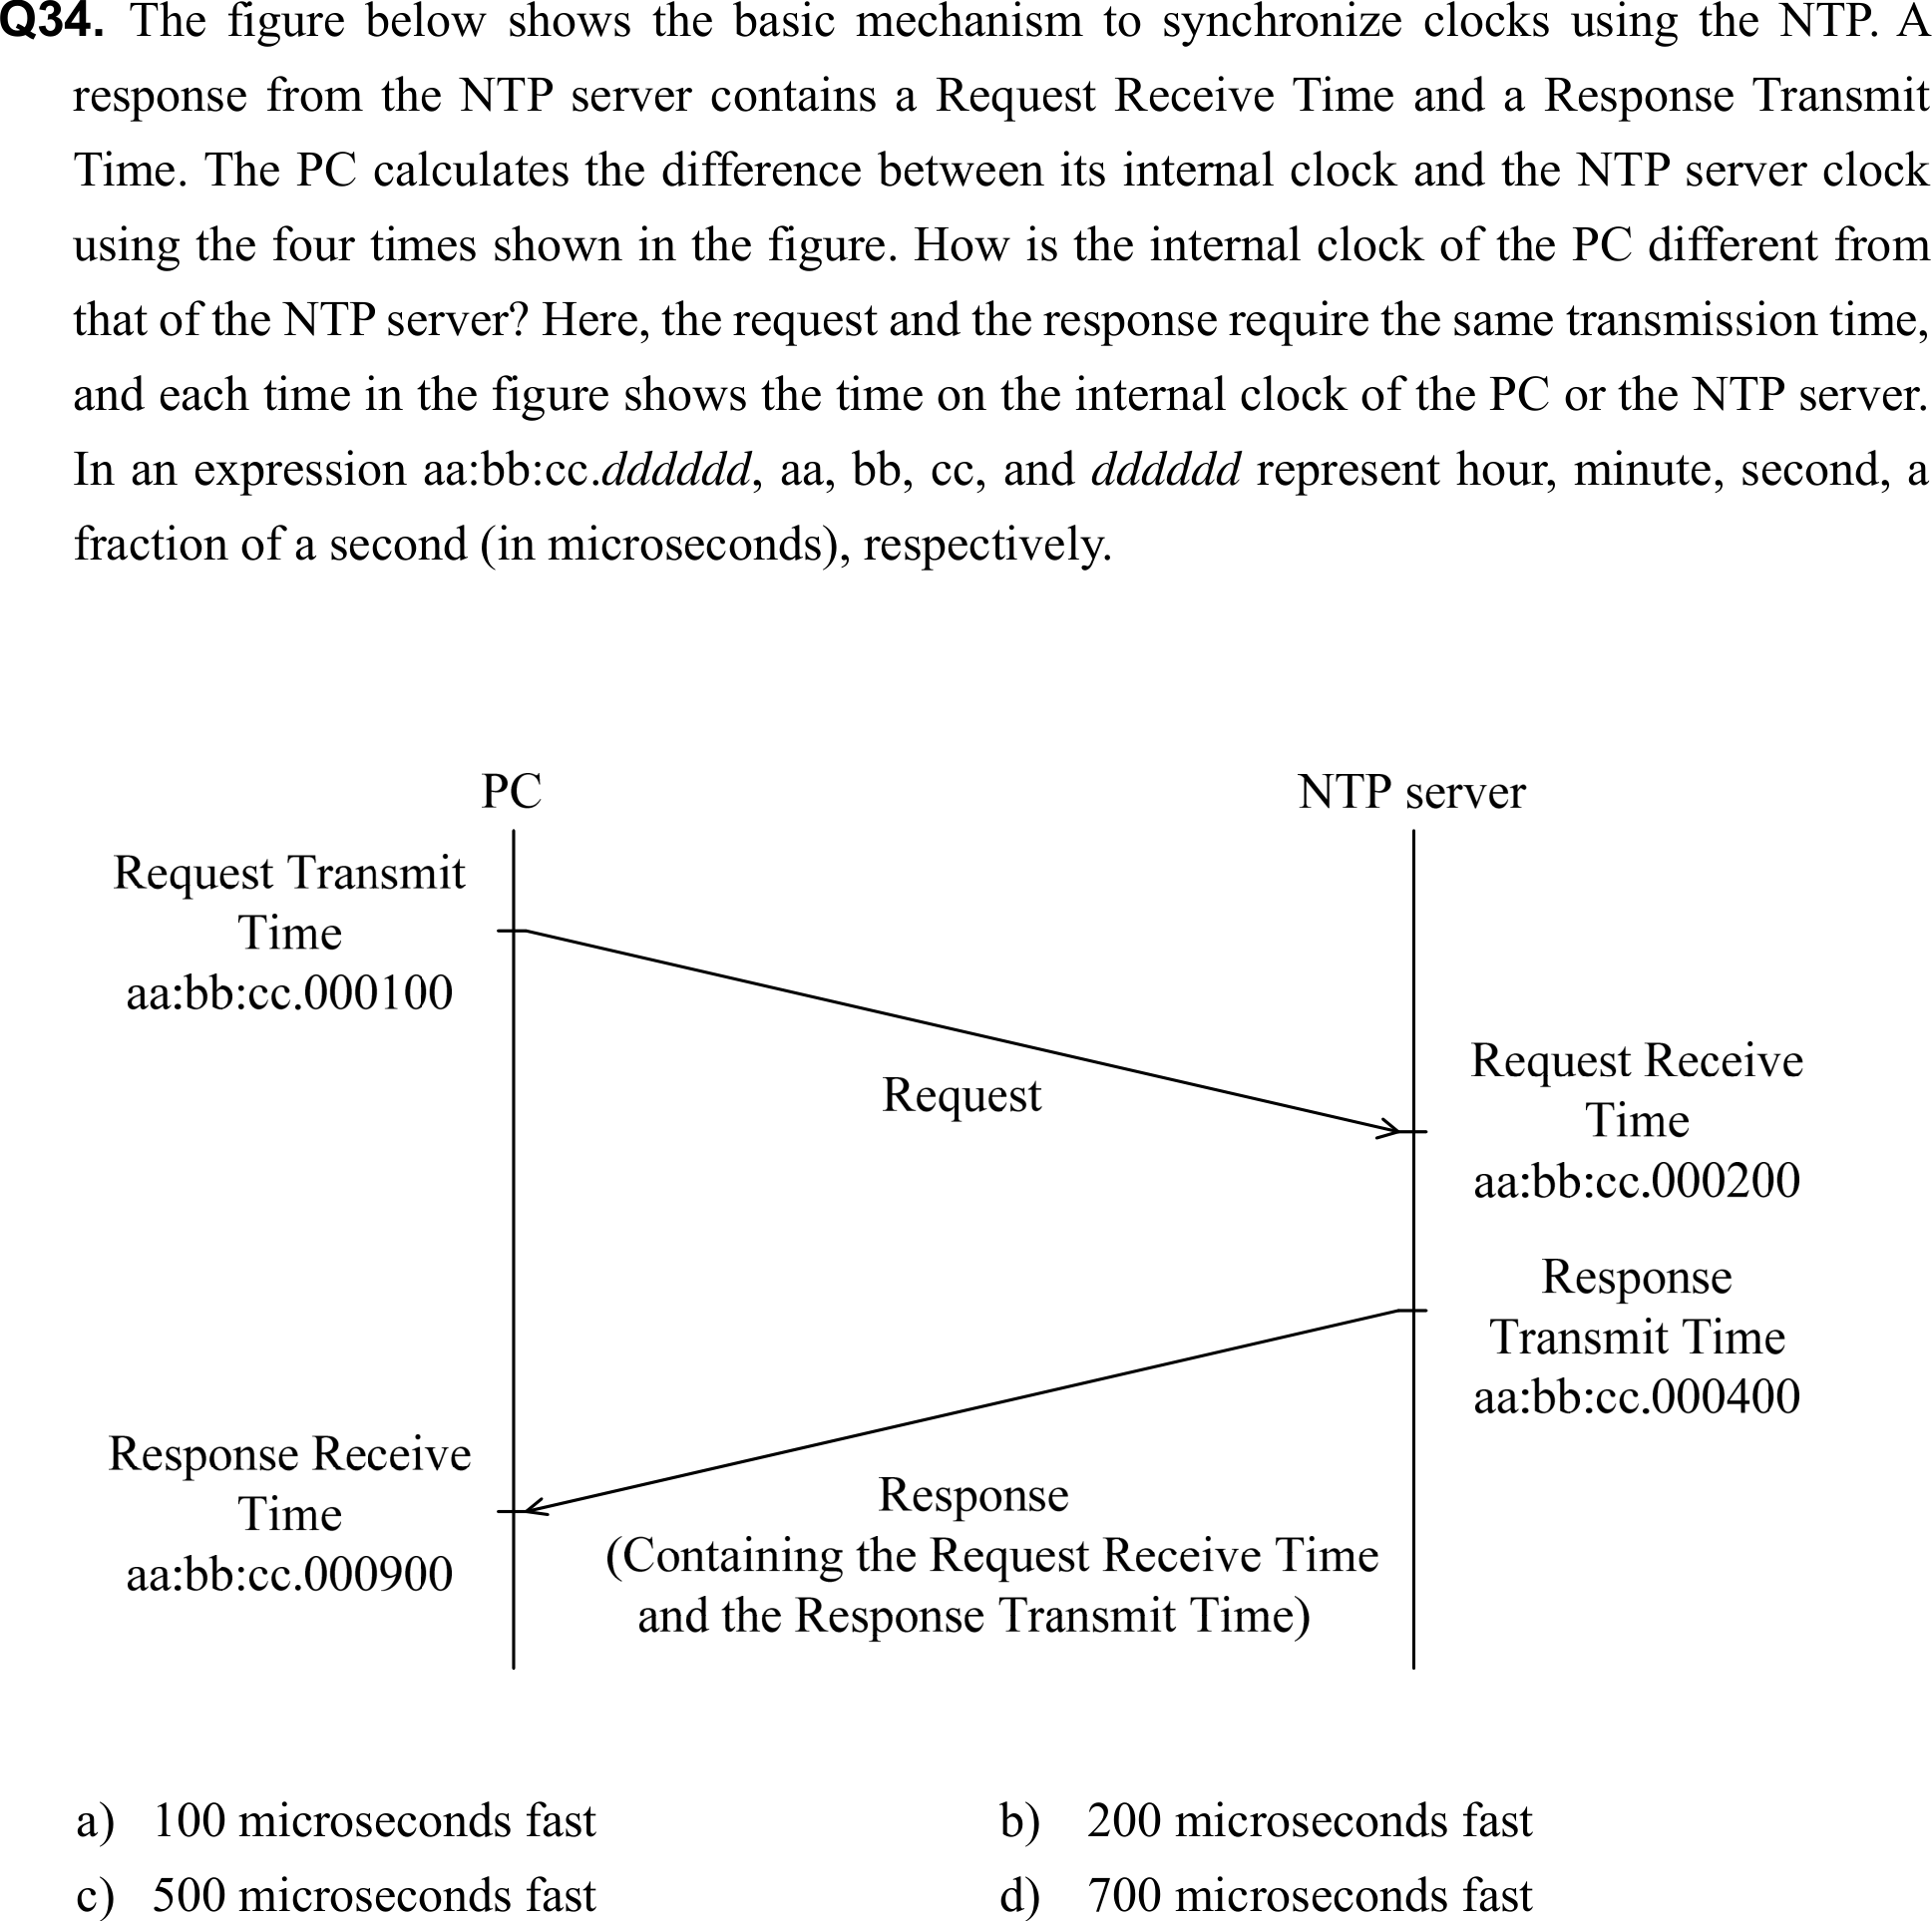 Q34. The figure below shows the basic mechanism to synchronize clocks using the NTP. A
response from the NTP server contains a Request Receive Time and a Response Transmit
Time. The PC calculates the difference between its internal clock and the NTP server clock
using the four times shown in the figure. How is the internal clock of the PC different from
that of the NTP server? Here, the request and the response require the same transmission time,
and each time in the figure shows the time on the internal clock of the PC or the NTP server.
In an expression aa:bb:cc.dddddd, aa, bb, cc, and dddddd represent hour, minute, second, a
fraction of a second (in microseconds), respectively.
PC
NTP server
Request Transmit
Time
aa:bb:cc.000100
Request
Request Receive
Time
aa:bb:cc.000200
Response
Transmit Time
aa:bb:cc.000400
Response Receive
Time
aa:bb:cc.000900
Response
(Containing the Request Receive Time
and the Response Transmit Time)
a) 100 microseconds fast
b) 200 microseconds fast
c) 500 microseconds fast
d) 700 microseconds fast